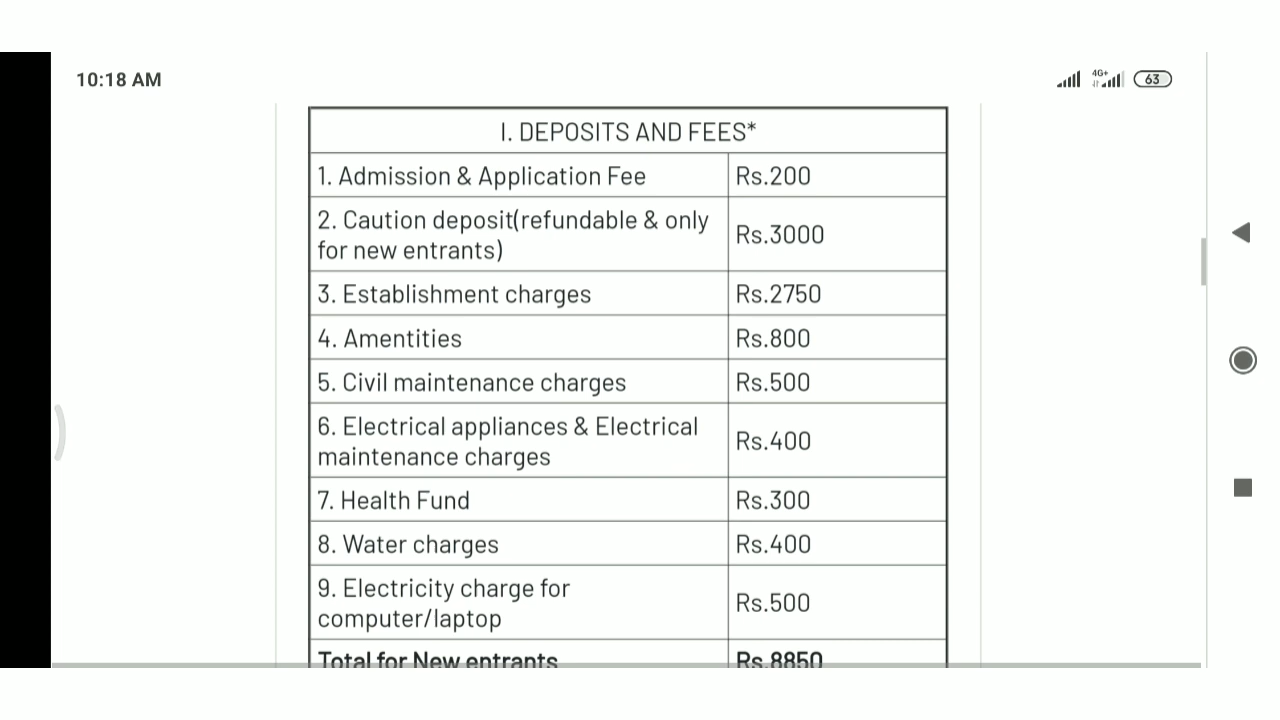 10:18 AM
4G+
63
I. DEPOSITS AND FEES*
1. Admission & Application Fee Rs.200
2. Caution deposit(refundable & only
for new entrants) Rs.3000
3. Establishment charges Rs.2750
4. Amentities Rs.800
5. Civil maintenance charges Rs.500
6. Electrical appliances & Electrical
maintenance charges Rs.400
7. Health Fund Rs.300
8. Water charges Rs.400
9. Electricity charge for
computer/laptop Rs.500
Total for New entrants Rs.8850